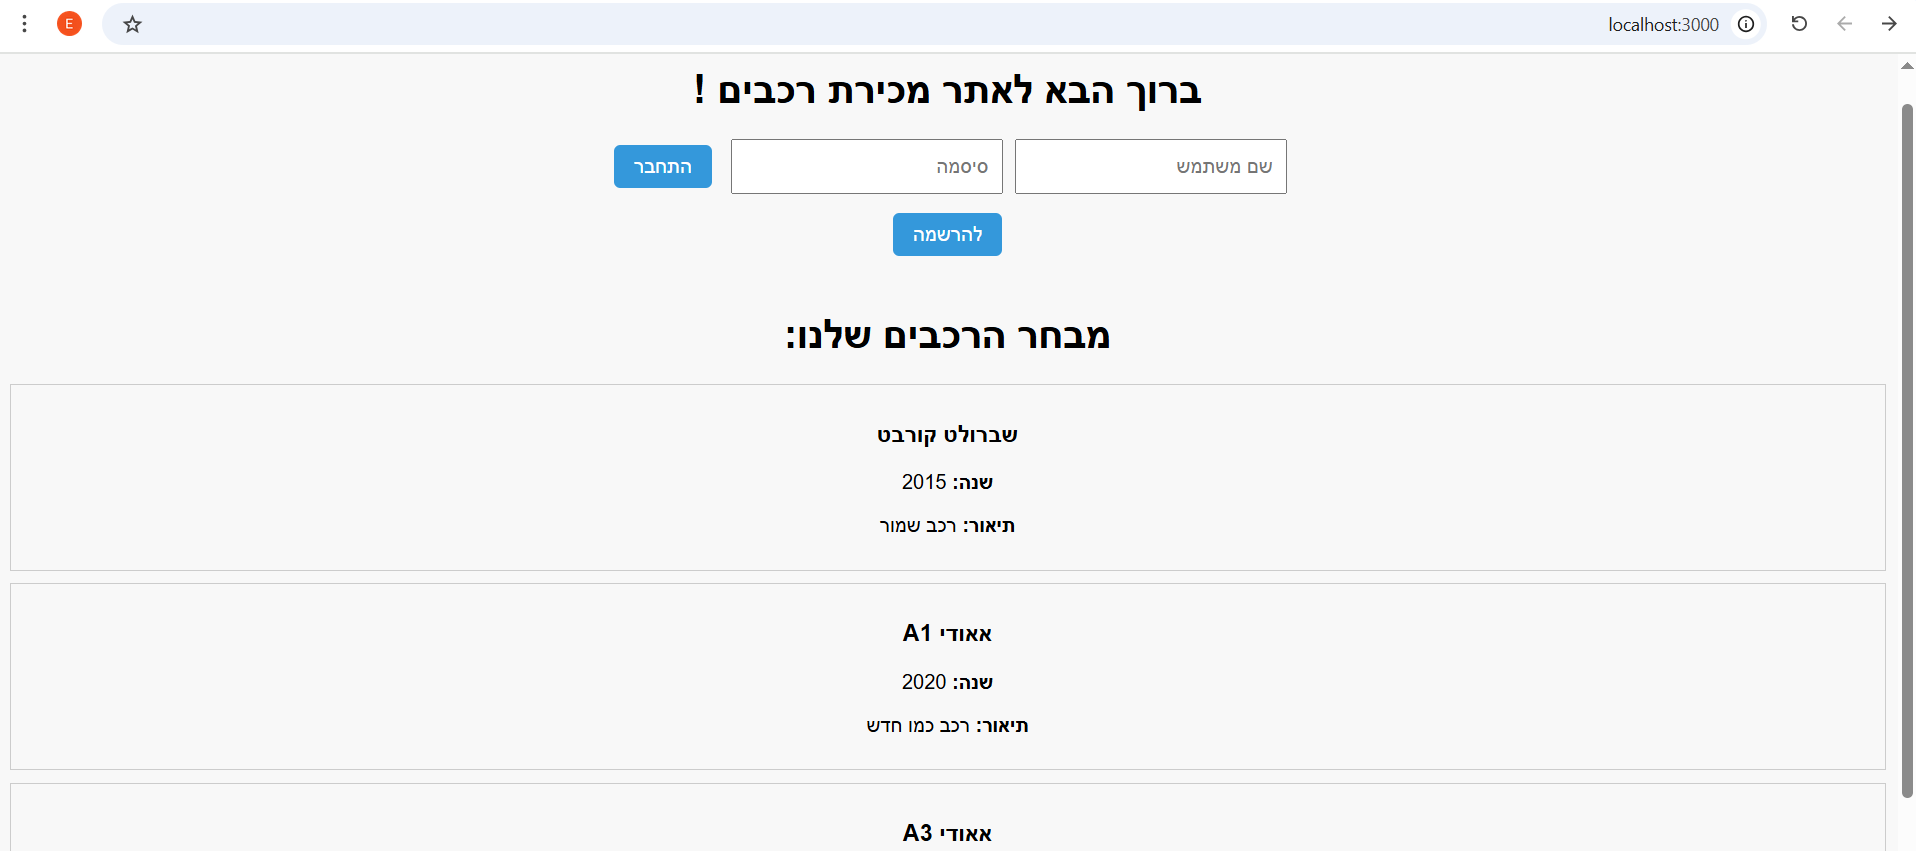 E
localhost:3000
ברוך הבא לאתר מכירת רכבים !
שם משתמש סיסמה התחבר
להרשמה
מבחר הרכבים שלנו:
שברולט קורבט
שנה: 2015
תיאור: רכב שמור
אאודי A1
שנה: 2020
תיאור: רכב כמו חדש
אאודי A3